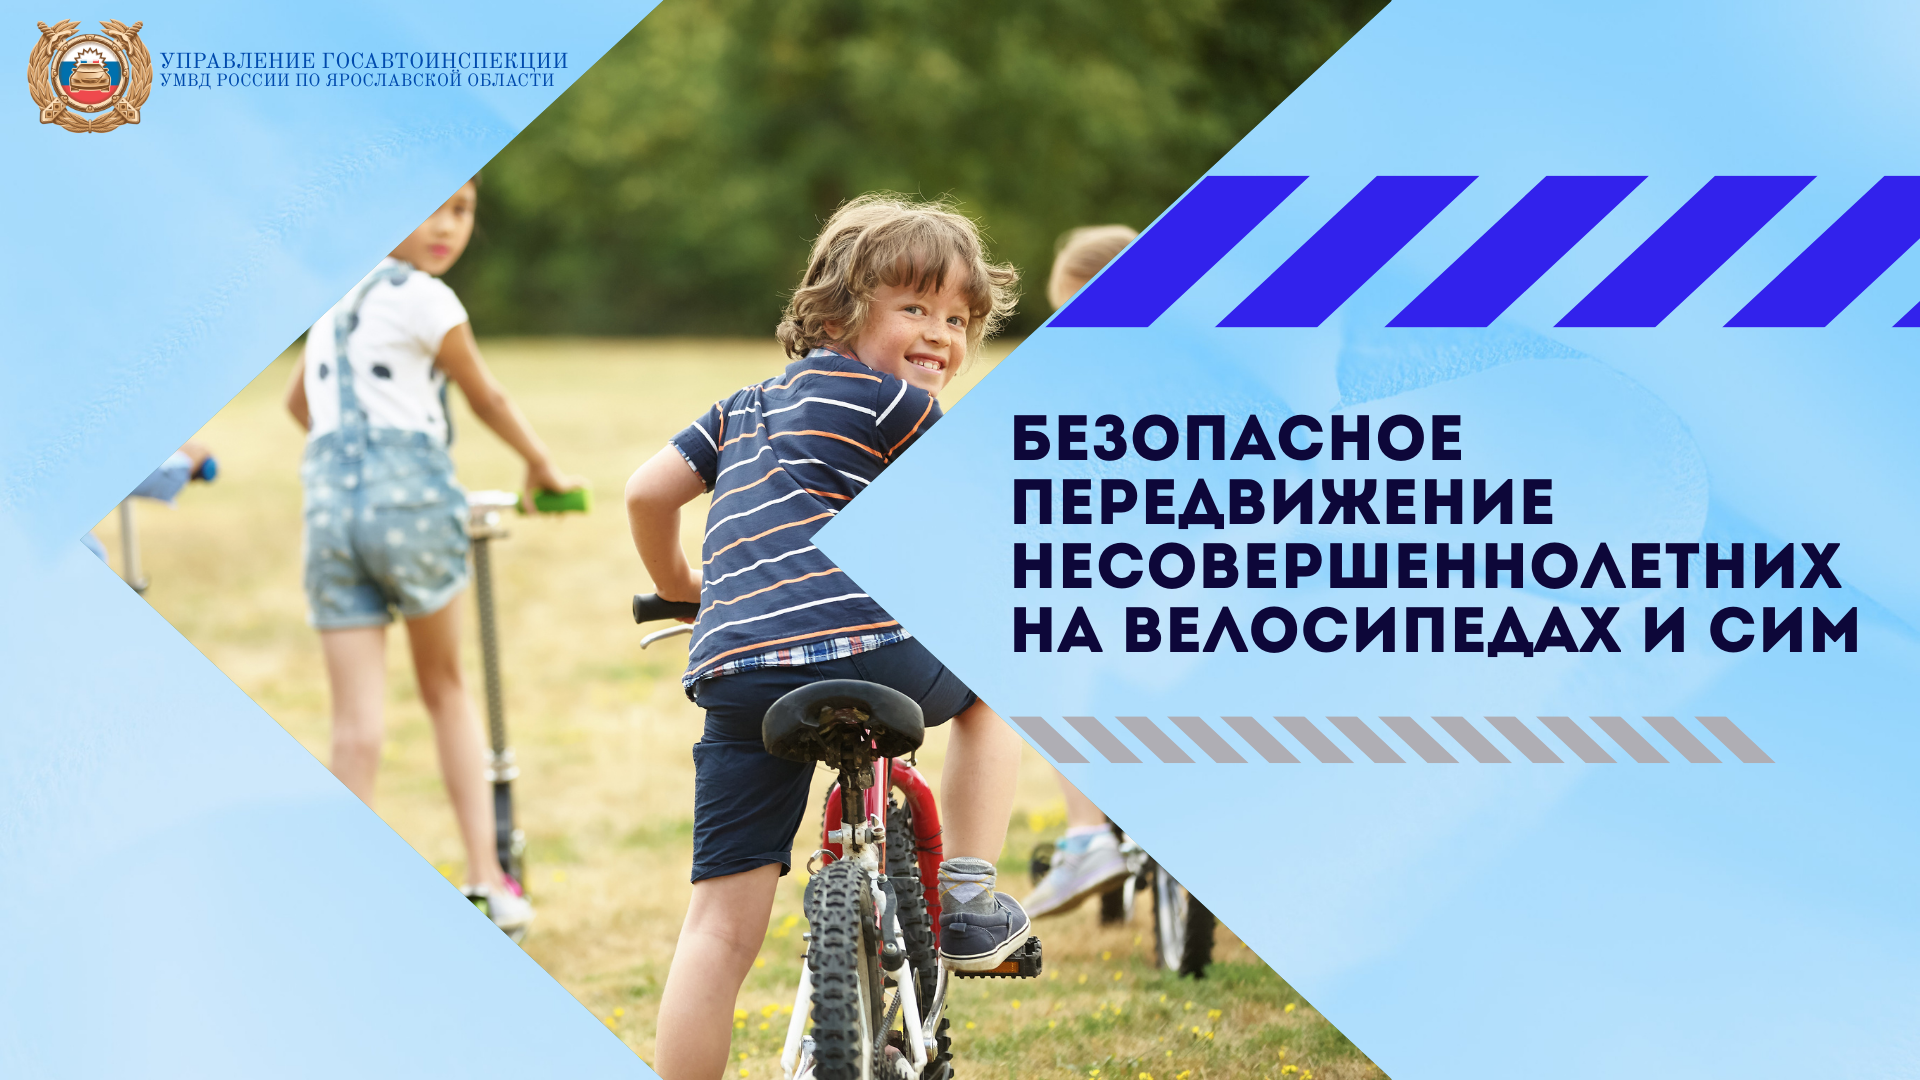 УПРАВЛЕНИЕ ГОСАВТОИНСПЕКЦИИ
УМВД РОССИИ ПО ЯРОСЛАВСКОЙ ОБЛАСТИ
БЕЗОПАСНОЕ
ПЕРЕДВИЖЕНИЕ
НЕСОВЕРШЕННОЛЕТНИХ
НА ВЕЛОСИПЕДАХ И СИМ